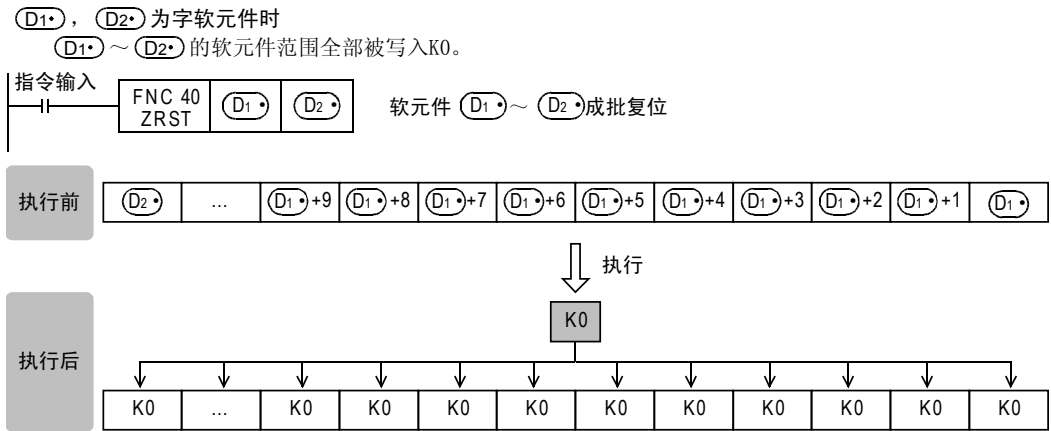 (D1•)，(D2•)为字软元件时
(D1•)～(D2•)的软元件范围全部被写入K0。
指令输入
FNC 40 ZRST (D1•) (D2•) 软元件(D1•)～(D2•)成批复位
执行前 (D2•) ... (D1•)+9 (D1•)+8 (D1•)+7 (D1•)+6 (D1•)+5 (D1•)+4 (D1•)+3 (D1•)+2 (D1•)+1 (D1•)
执行
K0
执行后
K0 ... K0 K0 K0 K0 K0 K0 K0 K0 K0 K0